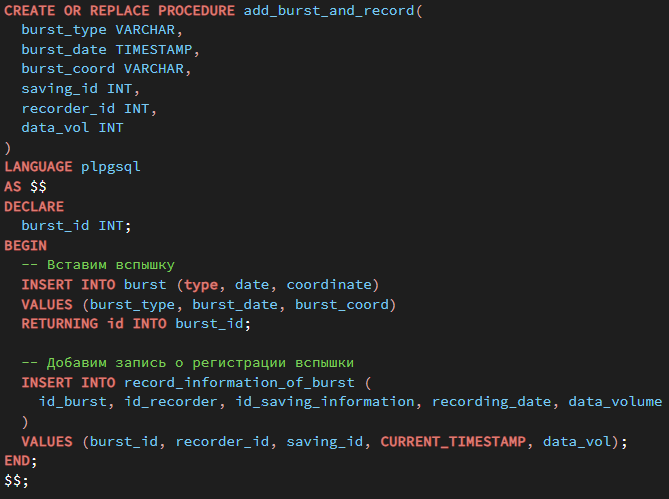 CREATE OR REPLACE PROCEDURE add_burst_and_record(
  burst_type VARCHAR,
  burst_date TIMESTAMP,
  burst_coord VARCHAR,
  saving_id INT,
  recorder_id INT,
  data_vol INT
)
LANGUAGE plpgsql
AS $$
DECLARE
  burst_id INT;
BEGIN
  -- Вставим вспышку
  INSERT INTO burst (type, date, coordinate)
  VALUES (burst_type, burst_date, burst_coord)
  RETURNING id INTO burst_id;

  -- Добавим запись о регистрации вспышки
  INSERT INTO record_information_of_burst (
    id_burst, id_recorder, id_saving_information, recording_date, data_volume
  )
  VALUES (burst_id, recorder_id, saving_id, CURRENT_TIMESTAMP, data_vol);
END;
$$;